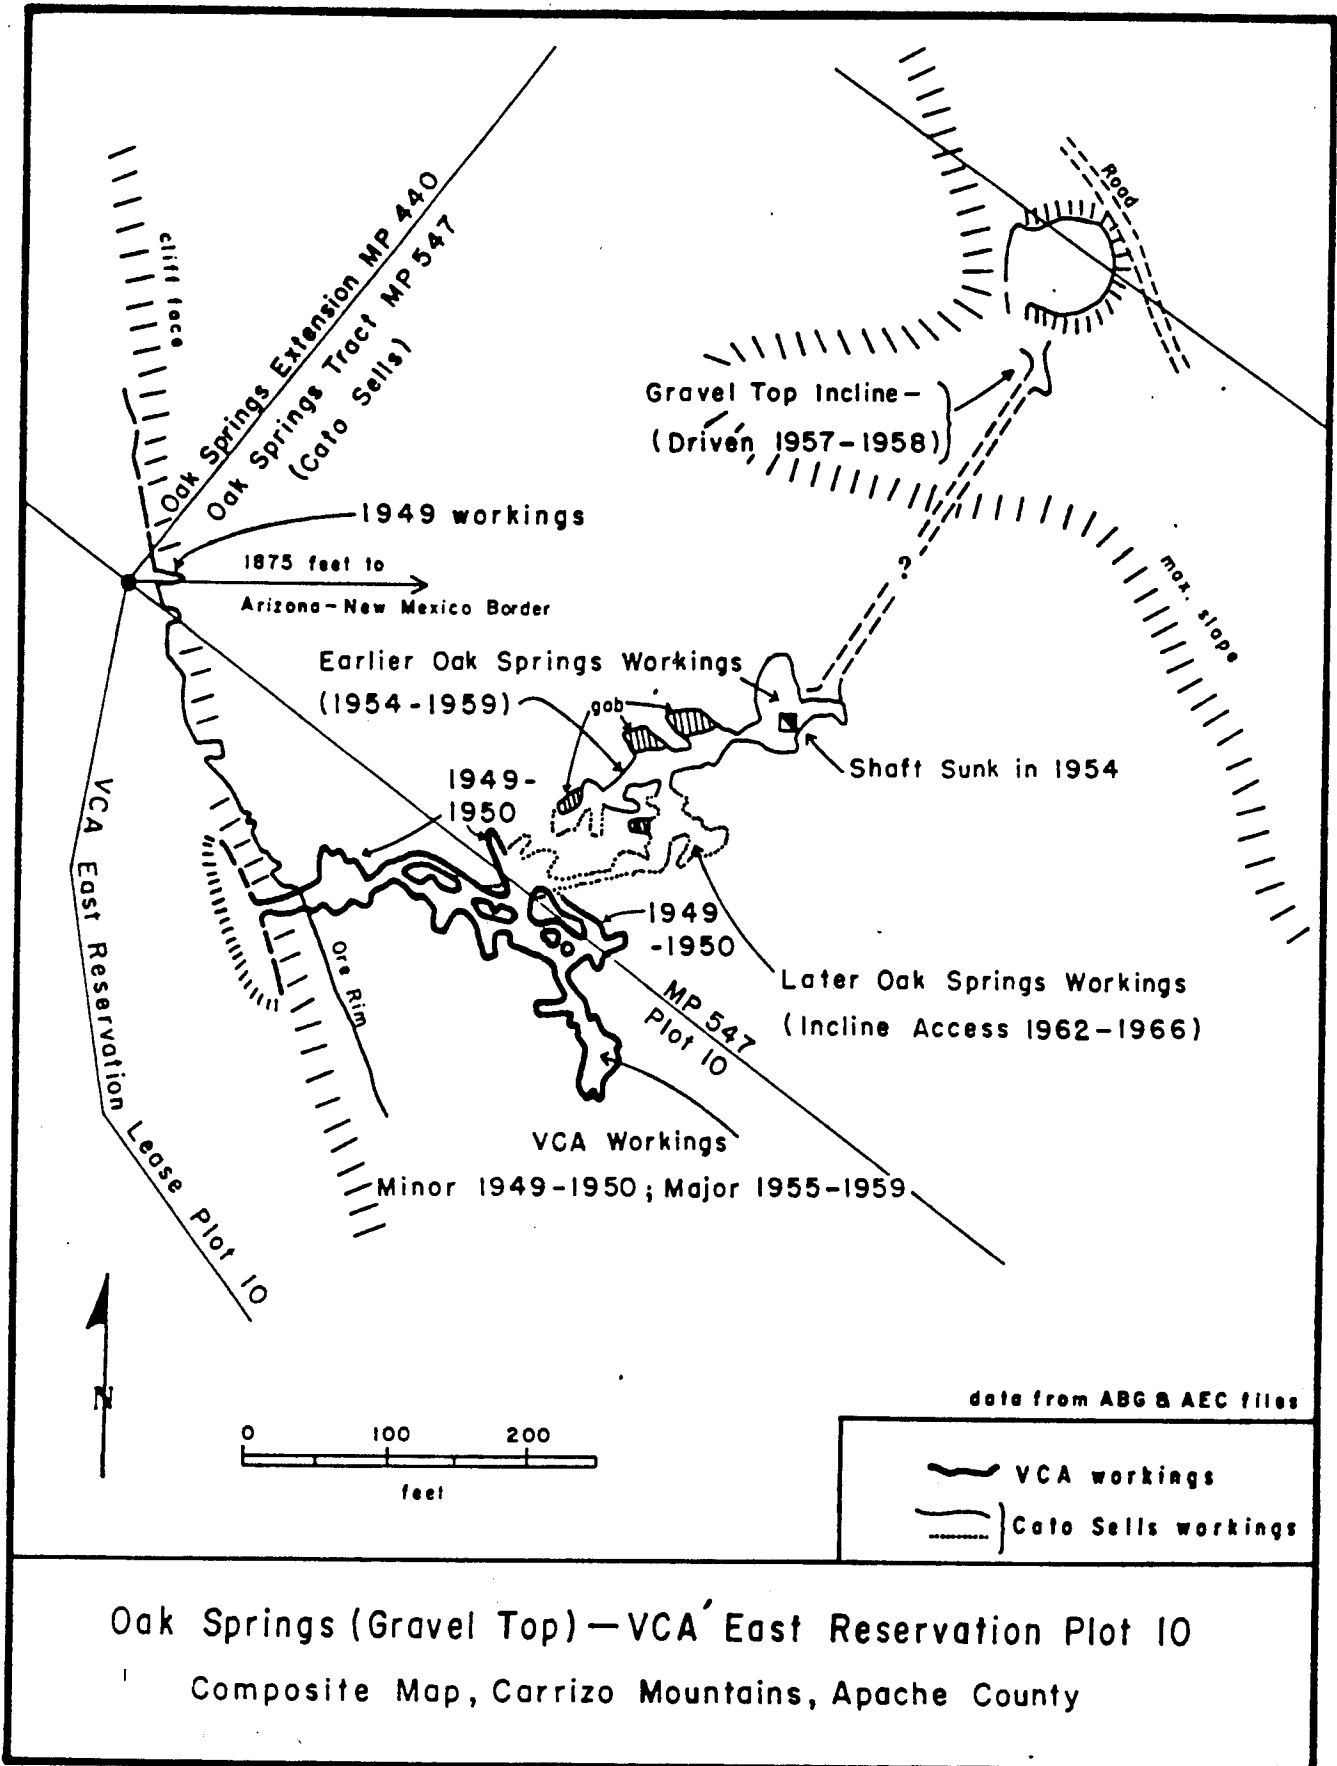 Road
cliff face
Oak Springs Extension MP 440
Oak Springs Tract MP 547
(Cato Sells)
Gravel Top Incline—
(Driven 1957-1958)
1949 workings
1875 feet to
Arizona-New Mexico Border
?
max. slope
Earlier Oak Springs Workings
(1954-1959)
gob
Shaft Sunk in 1954
1949-
1950
VCA East Reservation Lease Plot 10
Ore Rim
1949
-1950
Later Oak Springs Workings
(Incline Access 1962-1966)
MP 547
Plot 10
VCA Workings
Minor 1949-1950; Major 1955-1959
N
0 100 200
feet
data from ABG & AEC files
VCA workings
Cato Sells workings
Oak Springs (Gravel Top)—VCA East Reservation Plot 10
Composite Map, Carrizo Mountains, Apache County